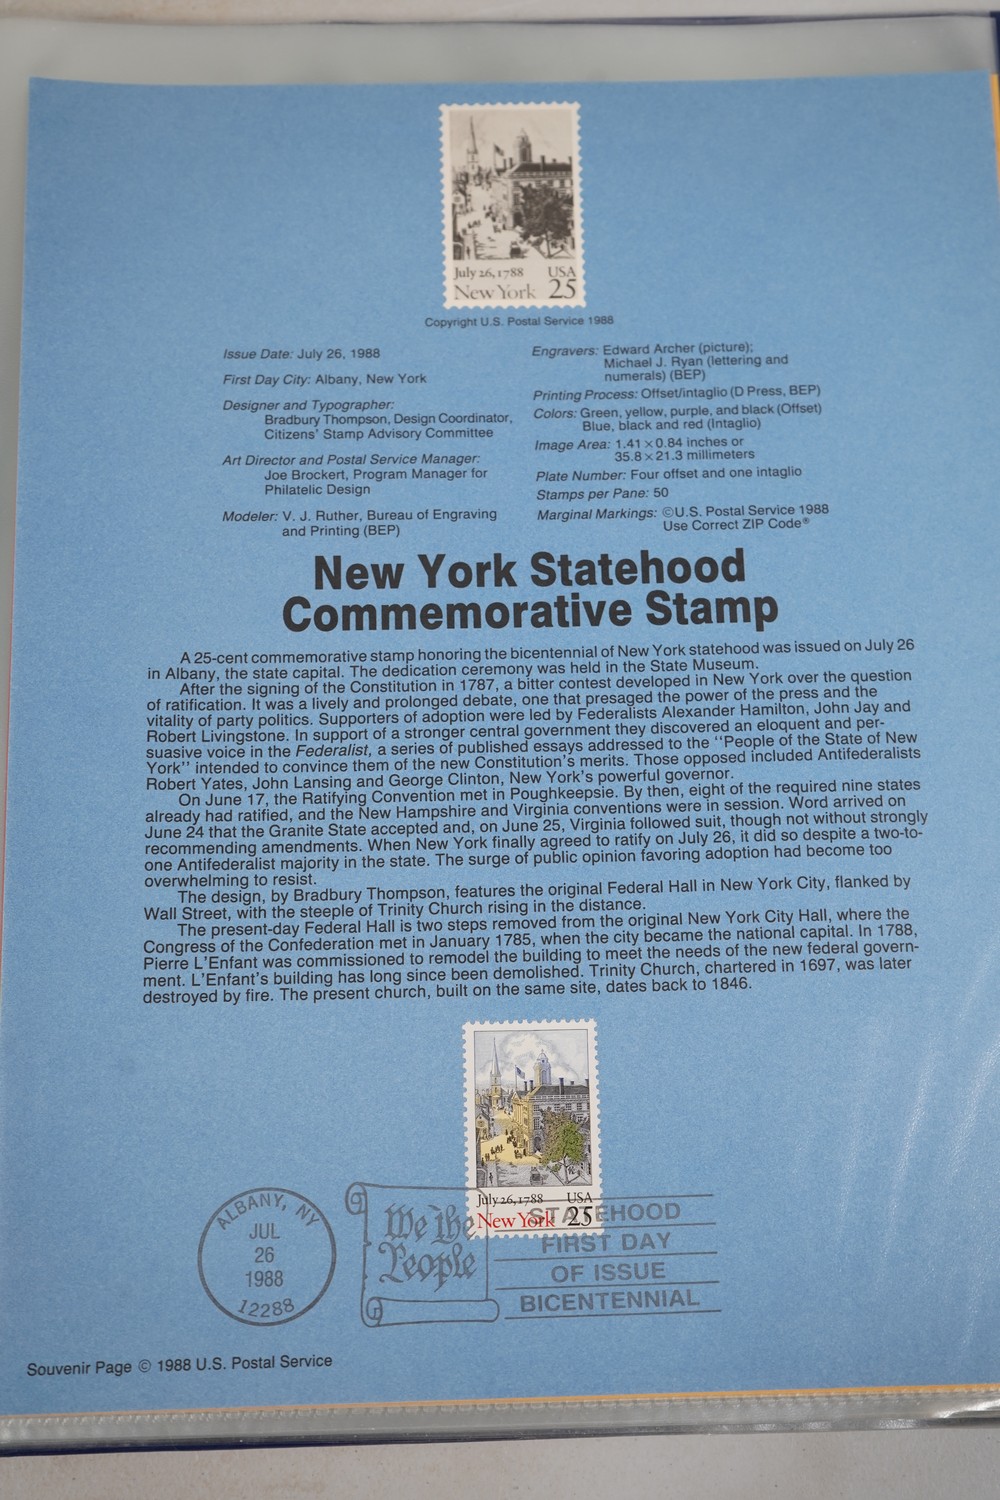 July 26, 1788 USA
New York 25
Copyright U.S. Postal Service 1988
Issue Date: July 26, 1988
First Day City: Albany, New York
Designer and Typographer:
Bradbury Thompson, Design Coordinator,
Citizens' Stamp Advisory Committee
Art Director and Postal Service Manager:
Joe Brockert, Program Manager for
Philatelic Design
Modeler: V. J. Ruther, Bureau of Engraving
and Printing (BEP)
Engravers: Edward Archer (picture);
Michael J. Ryan (lettering and
numerals) (BEP)
Printing Process: Offset/intaglio (D Press, BEP)
Colors: Green, yellow, purple, and black (Offset)
Blue, black and red (Intaglio)
Image Area: 1.41 × 0.84 inches or
35.8 × 21.3 millimeters
Plate Number: Four offset and one intaglio
Stamps per Pane: 50
Marginal Markings: ©U.S. Postal Service 1988
Use Correct ZIP Code®
New York Statehood
Commemorative Stamp
A 25-cent commemorative stamp honoring the bicentennial of New York statehood was issued on July 26
in Albany, the state capital. The dedication ceremony was held in the State Museum.
After the signing of the Constitution in 1787, a bitter contest developed in New York over the question
of ratification. It was a lively and prolonged debate, one that presaged the power of the press and the
vitality of party politics. Supporters of adoption were led by Federalists Alexander Hamilton, John Jay and
Robert Livingstone. In support of a stronger central government they discovered an eloquent and per-
suasive voice in the Federalist, a series of published essays addressed to the "People of the State of New
York" intended to convince them of the new Constitution's merits. Those opposed included Antifederalists
Robert Yates, John Lansing and George Clinton, New York's powerful governor.
On June 17, the Ratifying Convention met in Poughkeepsie. By then, eight of the required nine states
already had ratified, and the New Hampshire and Virginia conventions were in session. Word arrived on
June 24 that the Granite State accepted and, on June 25, Virginia followed suit, though not without strongly
recommending amendments. When New York finally agreed to ratify on July 26, it did so despite a two-to-
one Antifederalist majority in the state. The surge of public opinion favoring adoption had become too
overwhelming to resist.
The design, by Bradbury Thompson, features the original Federal Hall in New York City, flanked by
Wall Street, with the steeple of Trinity Church rising in the distance.
The present-day Federal Hall is two steps removed from the original New York City Hall, where the
Congress of the Confederation met in January 1785, when the city became the national capital. In 1788,
Pierre L'Enfant was commissioned to remodel the building to meet the needs of the new federal govern-
ment. L'Enfant's building has long since been demolished. Trinity Church, chartered in 1697, was later
destroyed by fire. The present church, built on the same site, dates back to 1846.
July 26, 1788 USA
New York 25
ALBANY, NY
JUL
26
1988
12288
We the
People
STATEHOOD
FIRST DAY
OF ISSUE
BICENTENNIAL
Souvenir Page © 1988 U.S. Postal Service